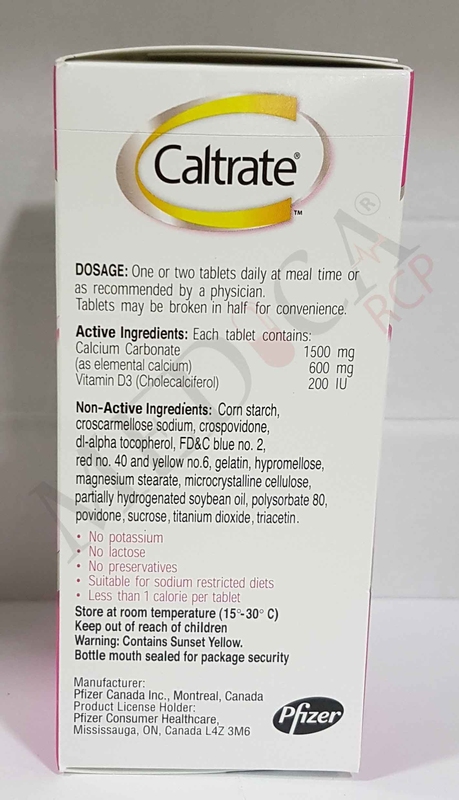 Caltrate®
™
DOSAGE: One or two tablets daily at meal time or
as recommended by a physician.
Tablets may be broken in half for convenience.
Active Ingredients: Each tablet contains:
Calcium Carbonate 1500 mg
(as elemental calcium) 600 mg
Vitamin D3 (Cholecalciferol) 200 IU
Non-Active Ingredients: Corn starch,
croscarmellose sodium, crospovidone,
dl-alpha tocopherol, FD&C blue no. 2,
red no. 40 and yellow no.6, gelatin, hypromellose,
magnesium stearate, microcrystalline cellulose,
partially hydrogenated soybean oil, polysorbate 80,
povidone, sucrose, titanium dioxide, triacetin.
• No potassium
• No lactose
• No preservatives
• Suitable for sodium restricted diets
• Less than 1 calorie per tablet
Store at room temperature (15°-30° C)
Keep out of reach of children
Warning: Contains Sunset Yellow.
Bottle mouth sealed for package security
Manufacturer:
Pfizer Canada Inc., Montreal, Canada
Product License Holder:
Pfizer Consumer Healthcare,
Mississauga, ON, Canada L4Z 3M6
Pfizer
MEDICA®
RCP